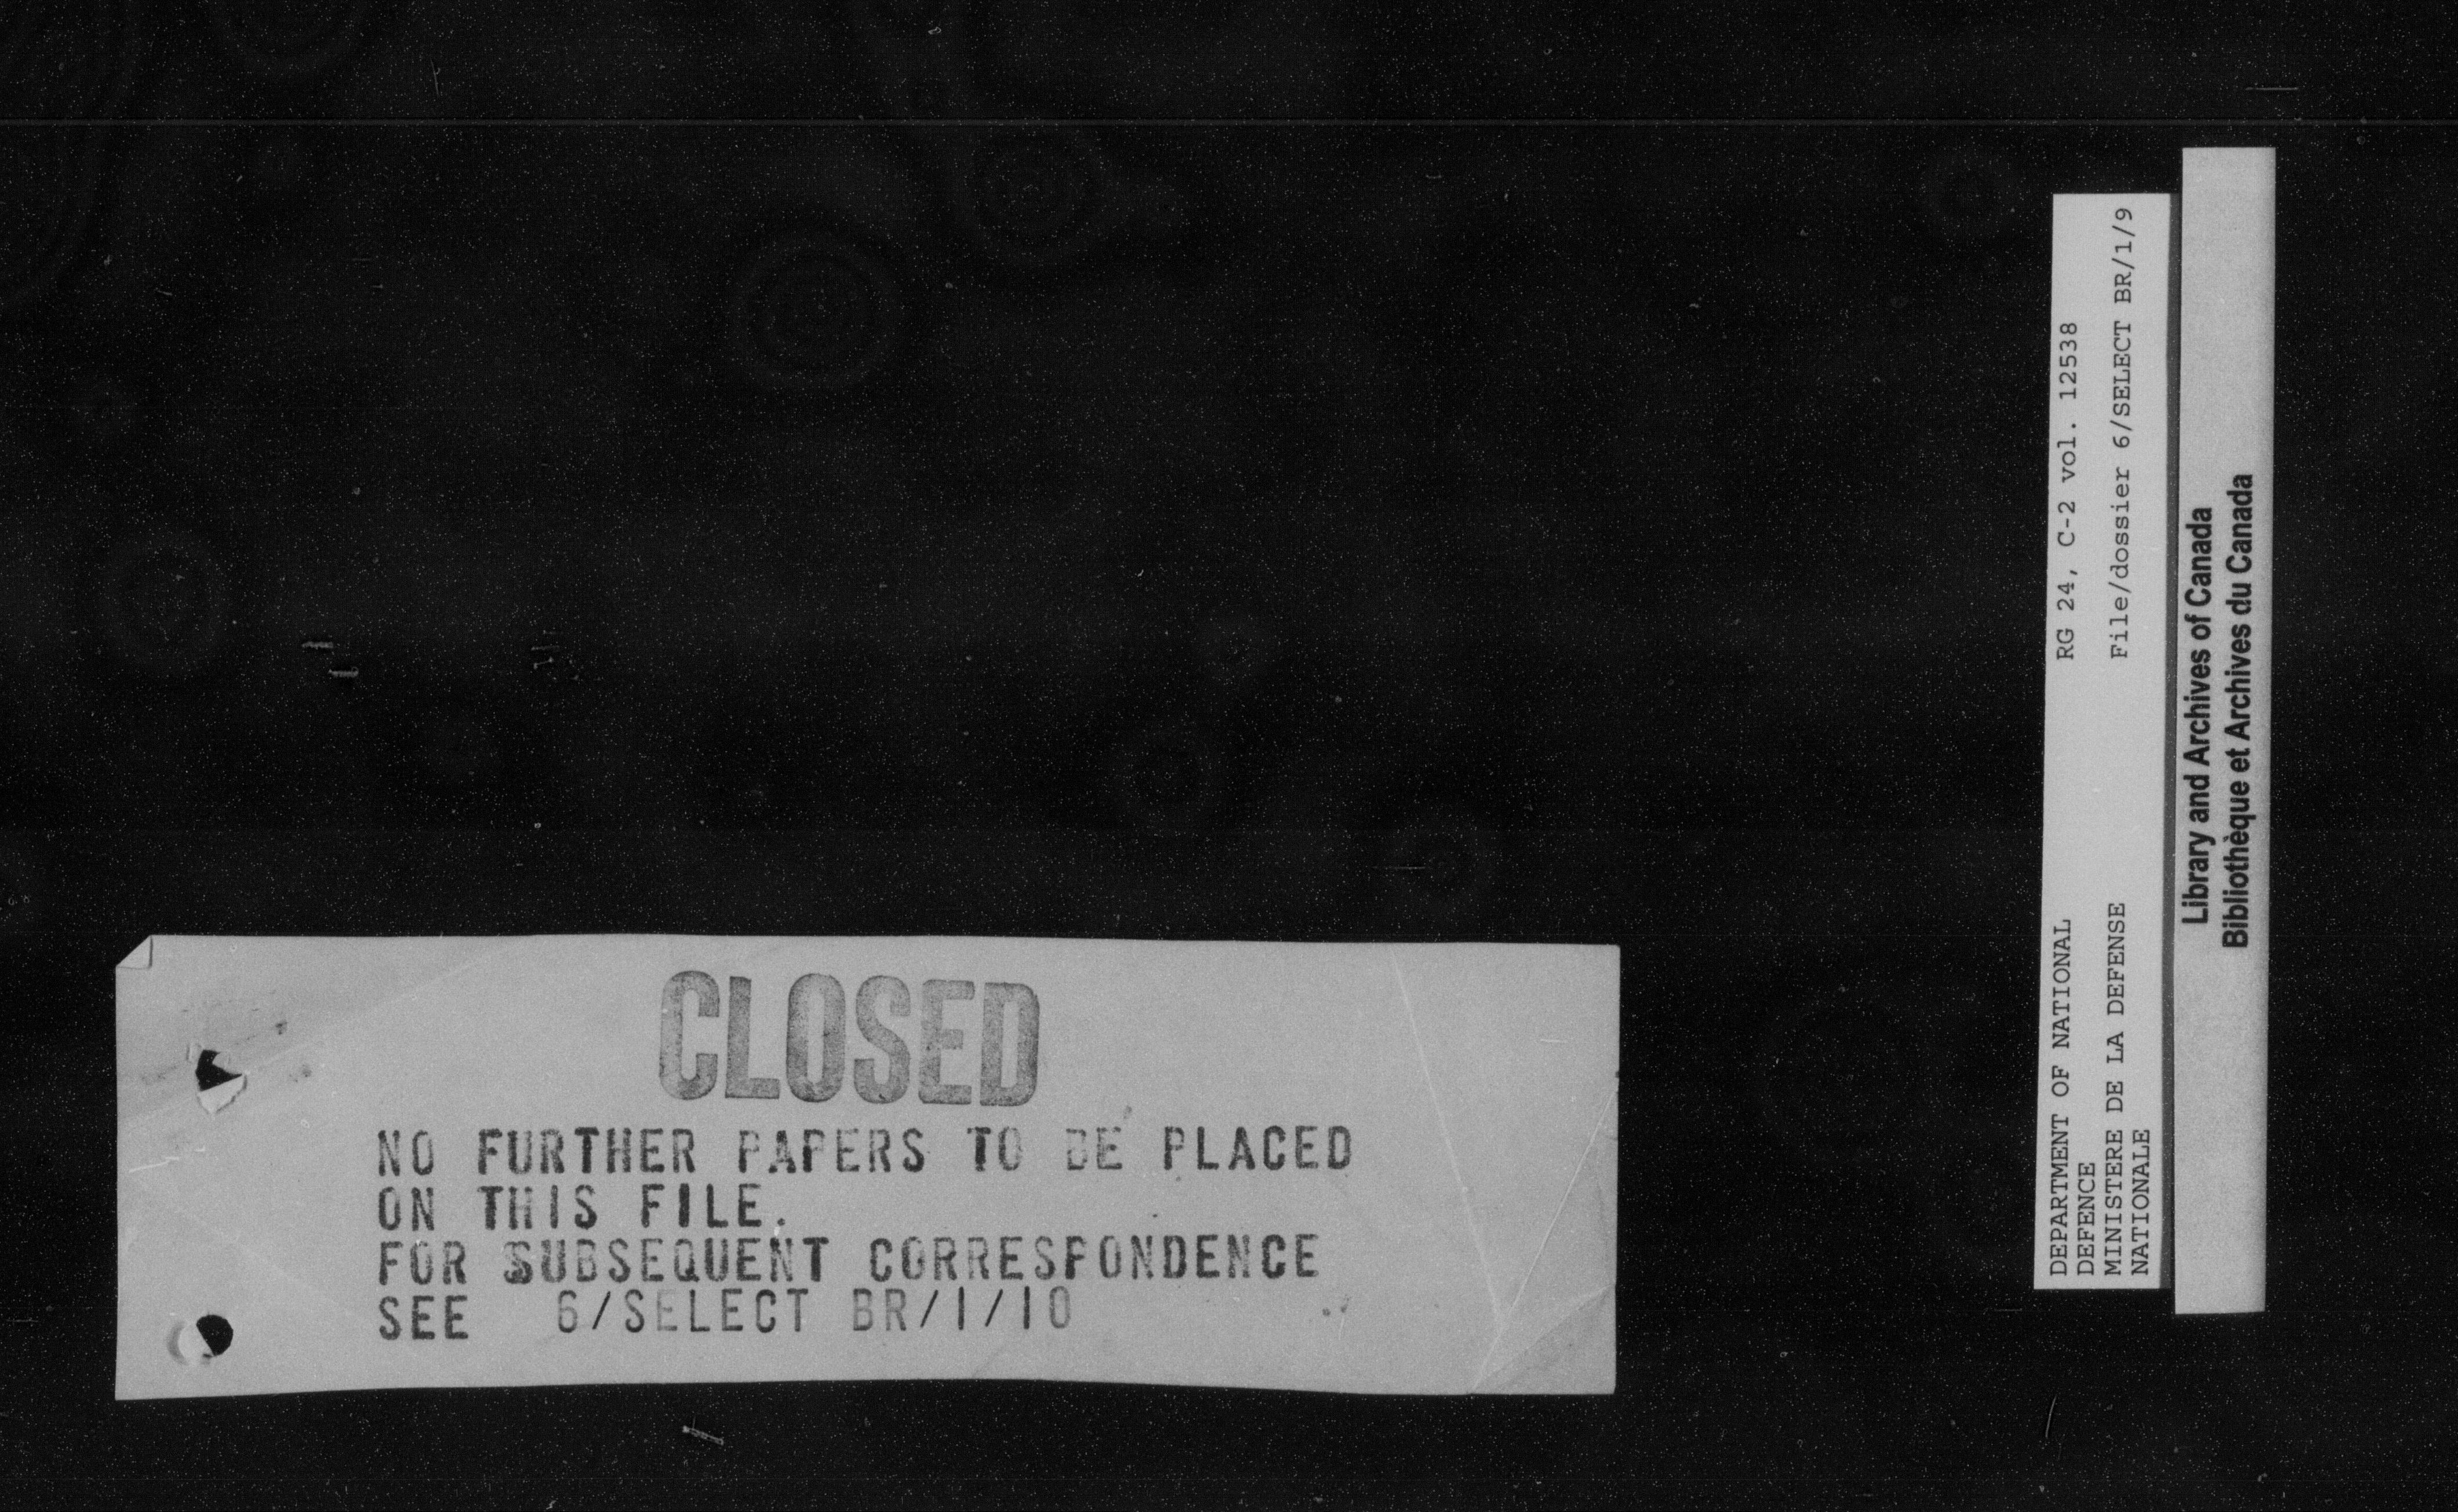 CLOSED
NO FURTHER PAPERS TO BE PLACED
ON THIS FILE.
FOR SUBSEQUENT CORRESPONDENCE
SEE 6/SELECT BR/1/10
DEPARTMENT OF NATIONAL
DEFENCE
MINISTERE DE LA DEFENSE
NATIONALE
RG 24, C-2 vol. 12538
File/dossier 6/SELECT BR/1/9
Library and Archives of Canada
Bibliothèque et Archives du Canada